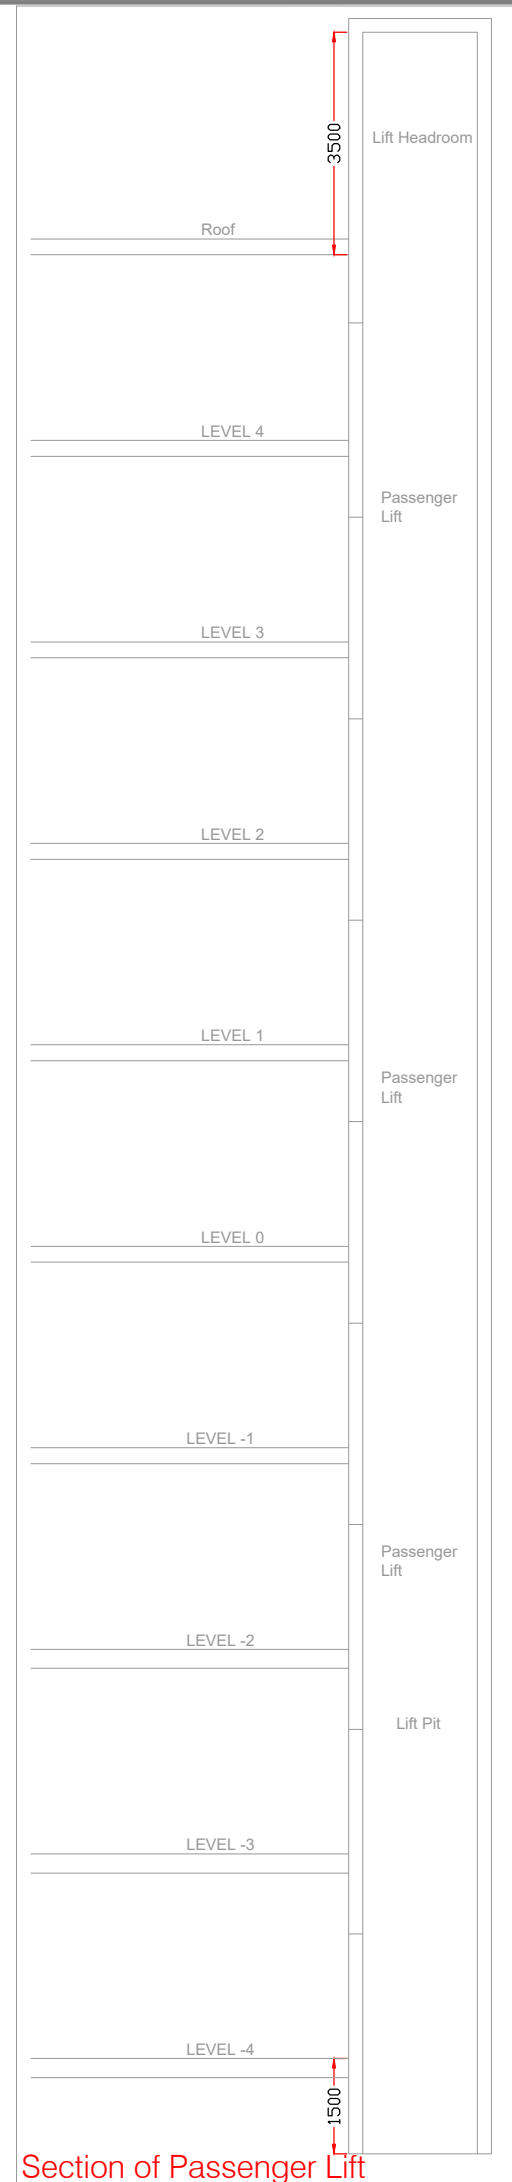 3500
Lift Headroom
Roof
LEVEL 4
Passenger
Lift
LEVEL 3
LEVEL 2
LEVEL 1
Passenger
Lift
LEVEL 0
LEVEL -1
Passenger
Lift
LEVEL -2
Lift Pit
LEVEL -3
LEVEL -4
1500
Section of Passenger Lift